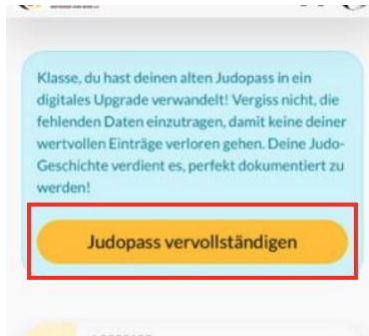 Klasse, du hast deinen alten Judopass in ein
digitales Upgrade verwandelt! Vergiss nicht, die
fehlenden Daten einzutragen, damit keine deiner
wertvollen Einträge verloren gehen. Deine Judo-
Geschichte verdient es, perfekt dokumentiert zu
werden!
Judopass vervollständigen